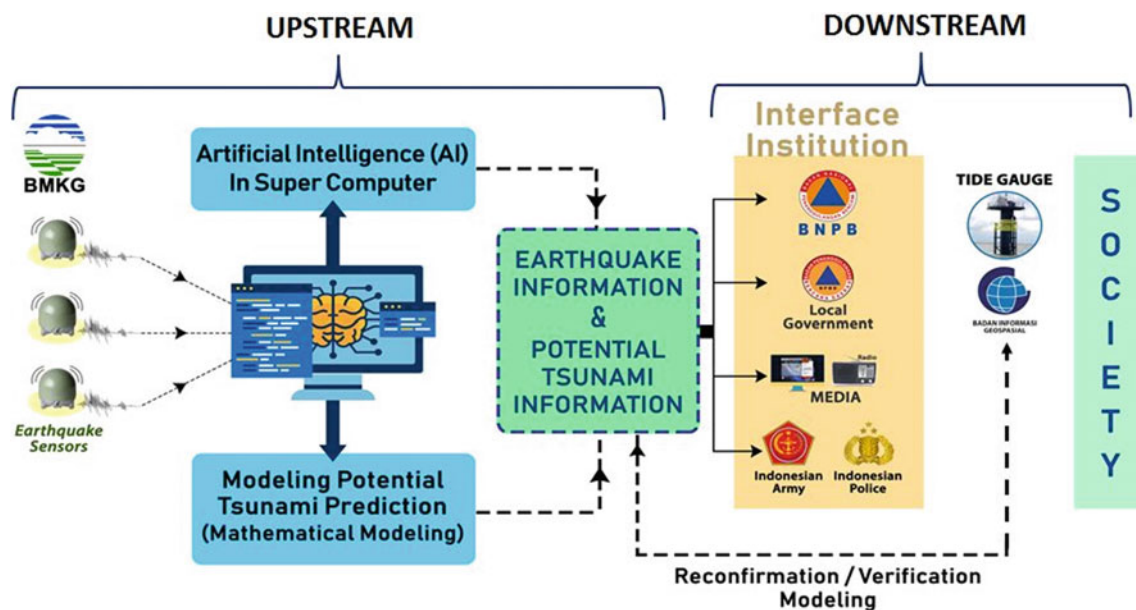 UPSTREAM
DOWNSTREAM
BMKG
Earthquake
Sensors
Artificial Intelligence (AI)
In Super Computer
Modeling Potential
Tsunami Prediction
(Mathematical Modeling)
EARTHQUAKE
INFORMATION
&
POTENTIAL
TSUNAMI
INFORMATION
Interface
Institution
BNPB
Local
Government
Radio
MEDIA
Indonesian
Army
Indonesian
Police
TIDE GAUGE
BADAN INFORMASI
GEOSPASIAL
Reconfirmation / Verification
Modeling
SOCIETY